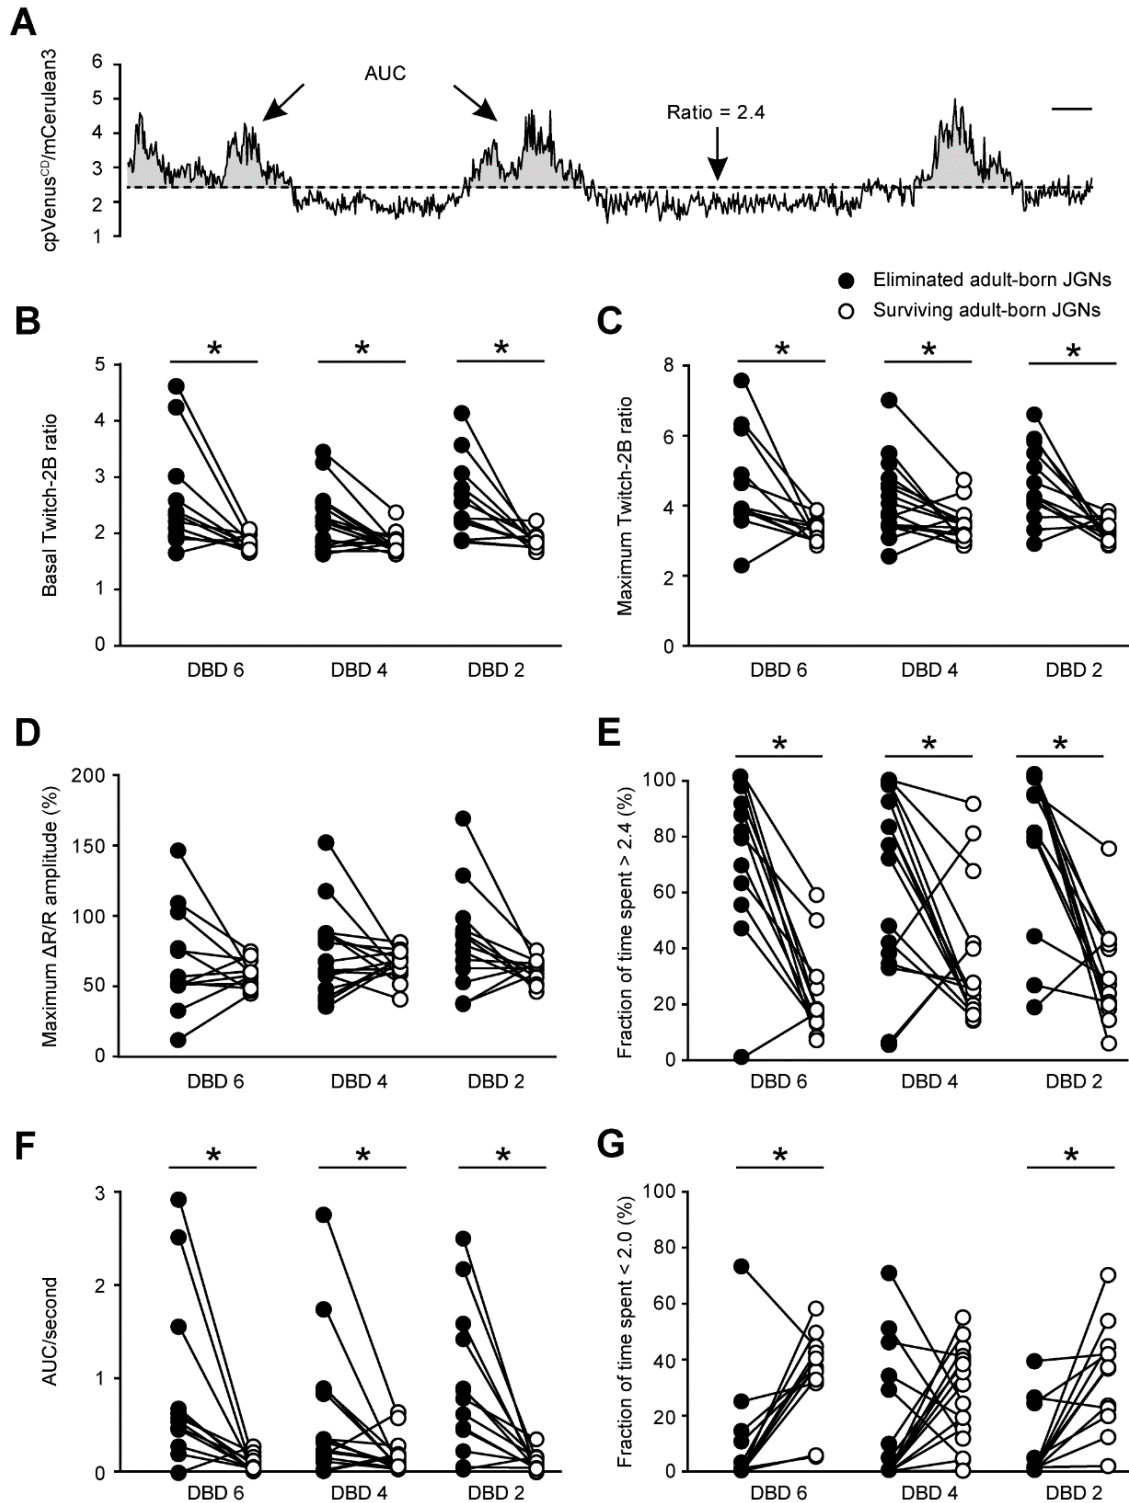 A
cpVenusCD/mCerulean3
6
5
4
3
2
1
AUC
Ratio = 2.4
Eliminated adult-born JGNs
Surviving adult-born JGNs
B
Basal Twitch-2B ratio
5
4
3
2
1
0
* * *
DBD 6 DBD 4 DBD 2
C
Maximum Twitch-2B ratio
8
6
4
2
0
* * *
DBD 6 DBD 4 DBD 2
D
Maximum ΔR/R amplitude (%)
200
150
100
50
0
DBD 6 DBD 4 DBD 2
E
Fraction of time spent > 2.4 (%)
100
80
60
40
20
0
* * *
DBD 6 DBD 4 DBD 2
F
AUC/second
3
2
1
0
* * *
DBD 6 DBD 4 DBD 2
G
Fraction of time spent < 2.0 (%)
100
80
60
40
20
0
* *
DBD 6 DBD 4 DBD 2